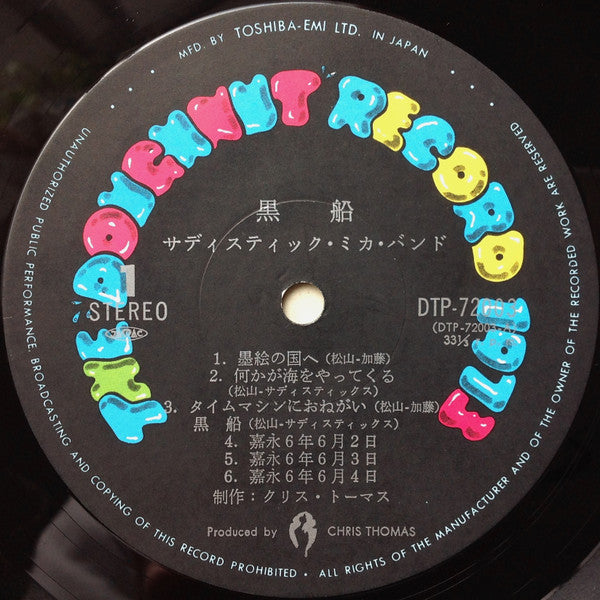 MFD. BY TOSHIBA-EMI LTD. IN JAPAN
DOUGHNUT RECORD
黒船
サディスティック・ミカ・バンド
1
STEREO
DTP-72003
33⅓
1. 墨絵の国へ (松山-加藤)
2. 何かが海をやってくる
(松山-サディスティックス)
3. タイムマシンにおねがい (松山-加藤)
黒船 (松山-サディスティックス)
4. 嘉永6年6月2日
5. 嘉永6年6月3日
6. 嘉永6年6月4日
制作：クリス・トーマス
Produced by CHRIS THOMAS
UNAUTHORIZED PUBLIC PERFORMANCE, BROADCASTING AND COPYING OF THIS RECORD PROHIBITED • ALL RIGHTS OF THE MANUFACTURER AND OF THE OWNER OF THE RECORDED WORK ARE RESERVED